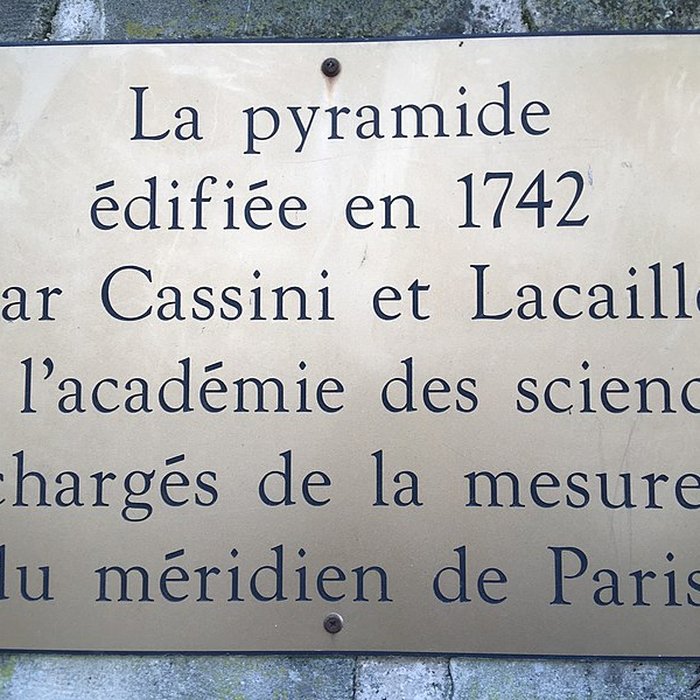 La pyramide
édifiée en 1742
ar Cassini et Lacaille
l'académie des scienc
chargés de la mesure
du méridien de Paris